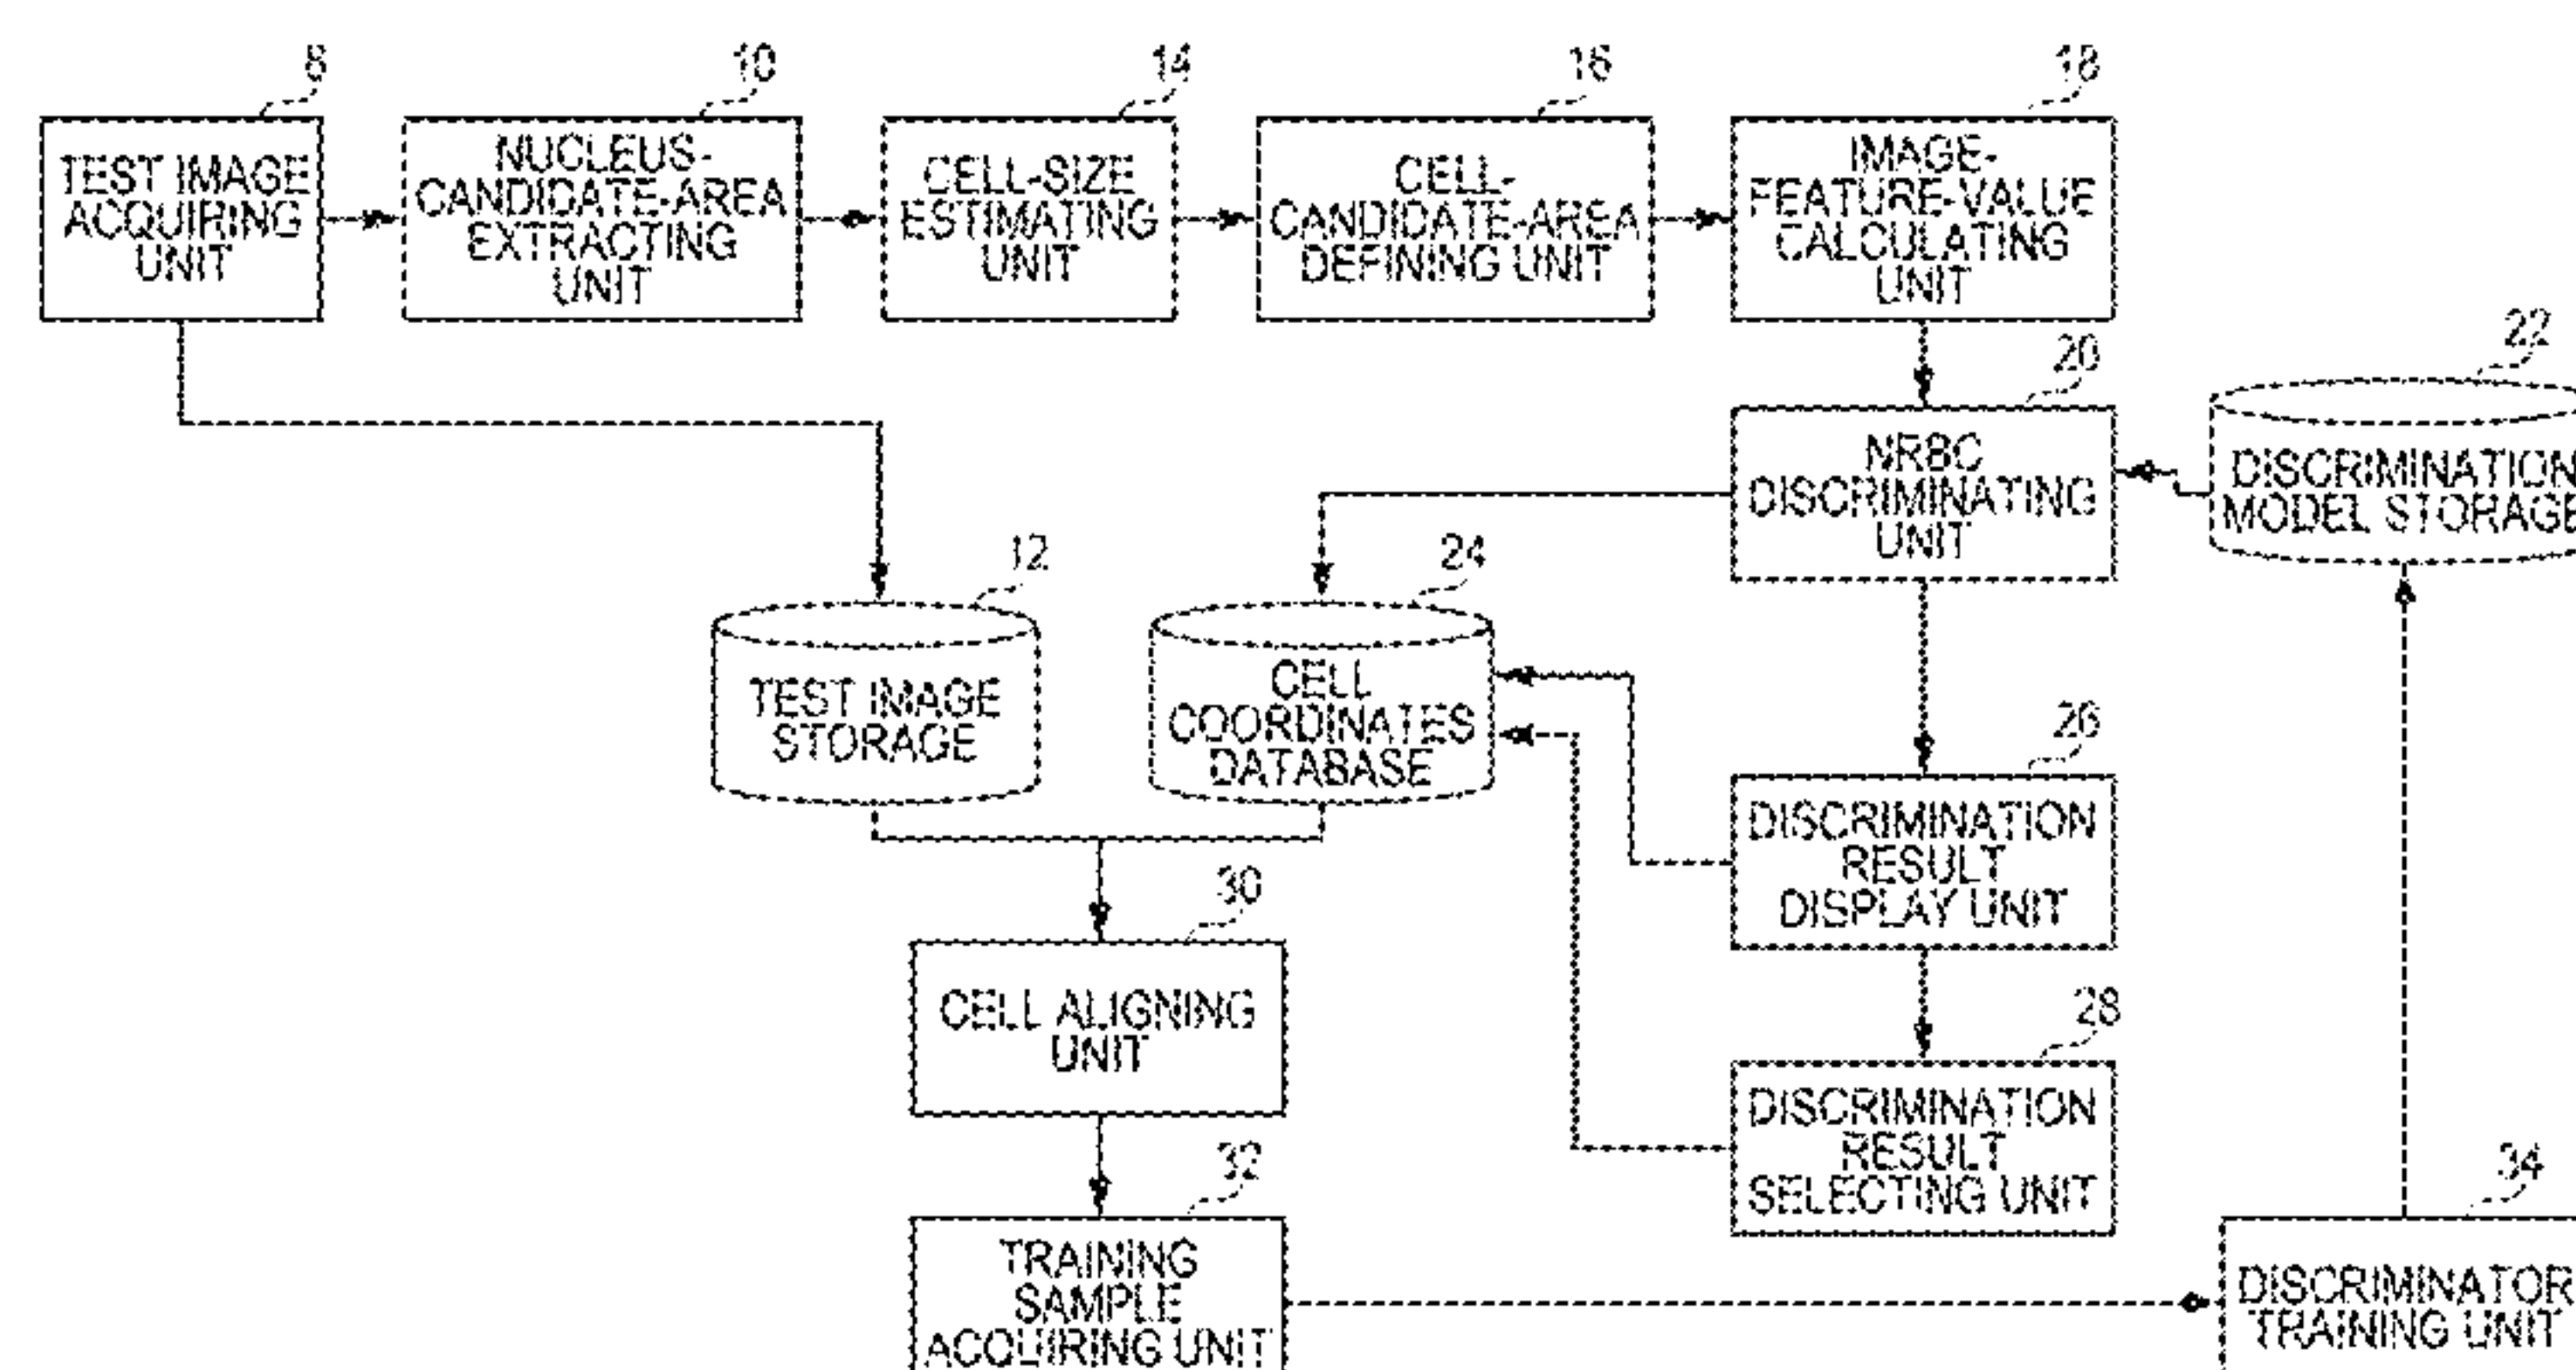 8
10
14
16
18
TEST IMAGE
ACQUIRING
UNIT
NUCLEUS-
CANDIDATE-AREA
EXTRACTING
UNIT
CELL-SIZE
ESTIMATING
UNIT
CELL-
CANDIDATE-AREA
DEFINING UNIT
IMAGE-
FEATURE-VALUE
CALCULATING
UNIT
20
22
NRBC
DISCRIMINATING
UNIT
DISCRIMINATION
MODEL STORAGE
12
24
TEST IMAGE
STORAGE
CELL
COORDINATES
DATABASE
26
DISCRIMINATION
RESULT
DISPLAY UNIT
30
CELL ALIGNING
UNIT
28
DISCRIMINATION
RESULT
SELECTING UNIT
32
34
TRAINING
SAMPLE
ACQUIRING UNIT
DISCRIMINATOR
TRAINING UNIT